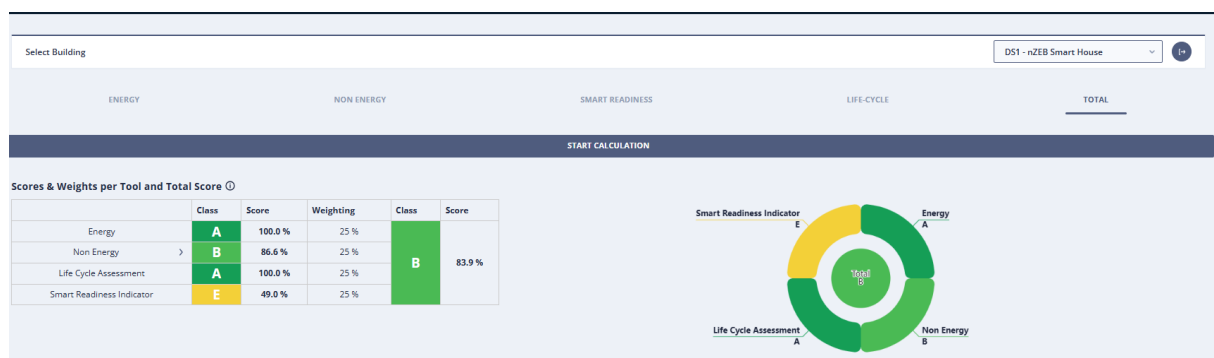 Select Building
DS1 - nZEB Smart House
ENERGY
NON ENERGY
SMART READINESS
LIFE-CYCLE
TOTAL
START CALCULATION
Scores & Weights per Tool and Total Score
Class Score Weighting Class Score
Energy A 100.0 % 25 %
Non Energy B 86.6 % 25 %
B 83.9 %
Life Cycle Assessment A 100.0 % 25 %
Smart Readiness Indicator E 49.0 % 25 %
Smart Readiness Indicator
E
Energy
A
Total
B
Life Cycle Assessment
A
Non Energy
B